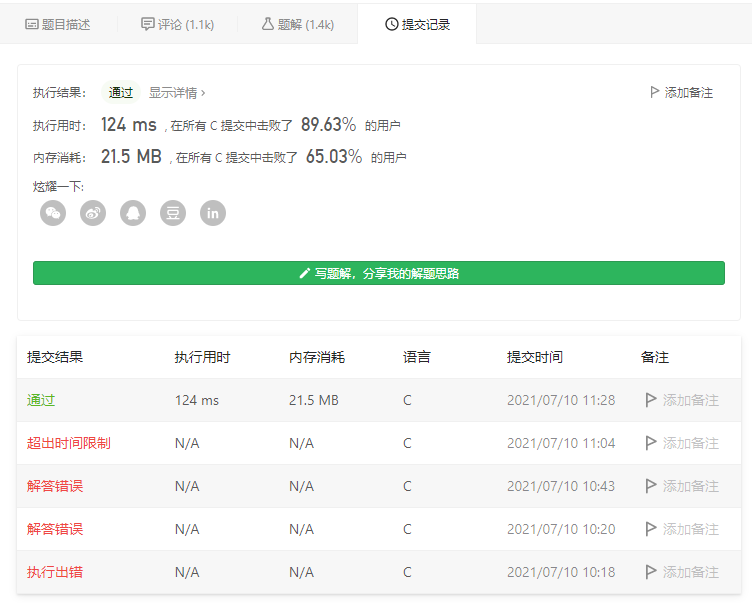 题目描述 评论 (1.1k) 题解 (1.4k) 提交记录
执行结果： 通过 显示详情 › 添加备注
执行用时： 124 ms , 在所有 C 提交中击败了 89.63% 的用户
内存消耗： 21.5 MB , 在所有 C 提交中击败了 65.03% 的用户
炫耀一下:
豆 in
写题解，分享我的解题思路
提交结果 执行用时 内存消耗 语言 提交时间 备注
通过 124 ms 21.5 MB C 2021/07/10 11:28 添加备注
超出时间限制 N/A N/A C 2021/07/10 11:04 添加备注
解答错误 N/A N/A C 2021/07/10 10:43 添加备注
解答错误 N/A N/A C 2021/07/10 10:20 添加备注
执行出错 N/A N/A C 2021/07/10 10:18 添加备注